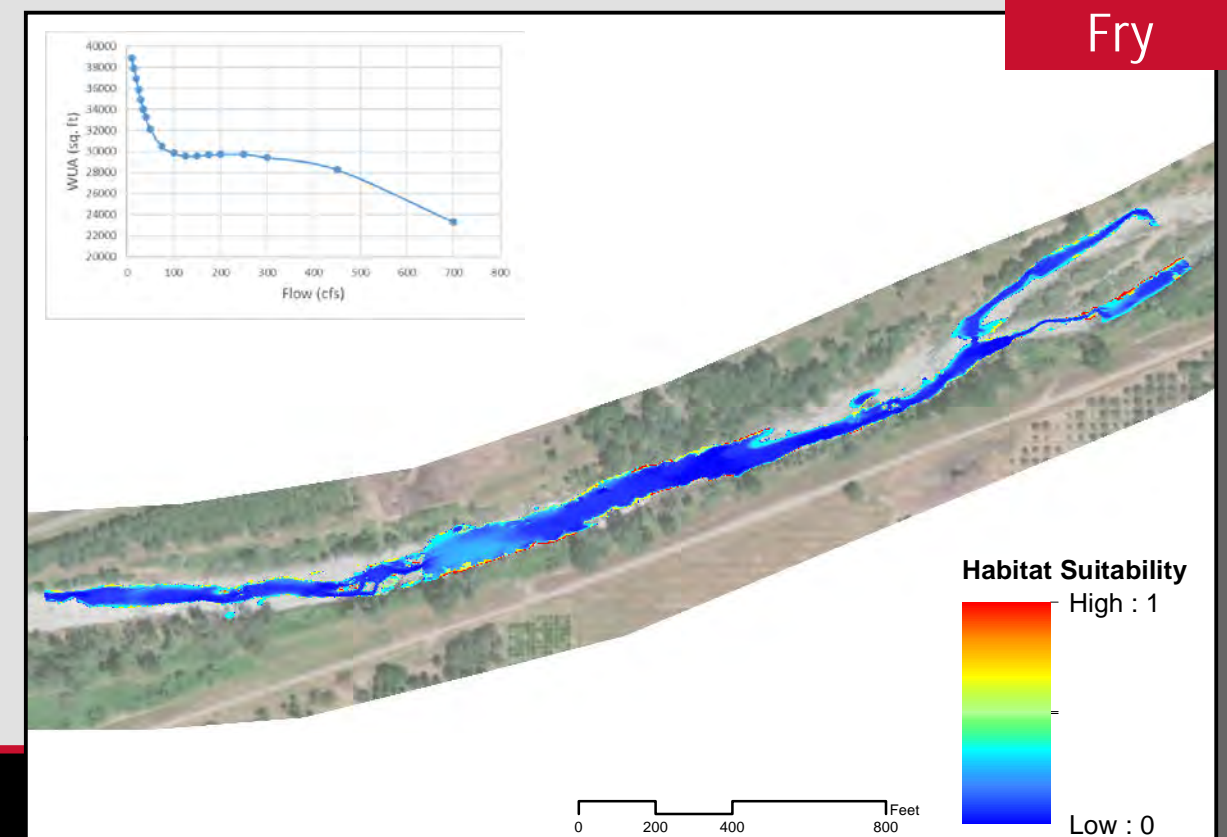 Fry
40000
38000
36000
34000
32000
30000
28000
26000
24000
22000
20000
WUA (sq. ft)
0 100 200 300 400 500 600 700 800
Flow (cfs)
Habitat Suitability
High : 1
Low : 0
Feet
0 200 400 800